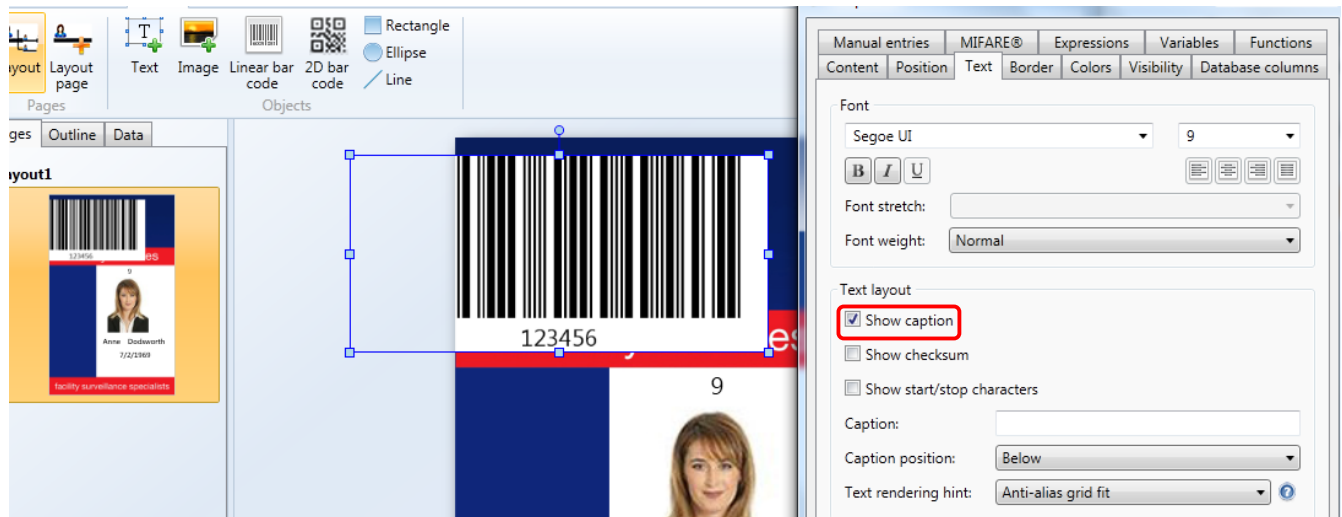 Rectangle
Ellipse
Line
Text
Image
Linear bar code
2D bar code
Layout page
Pages
Objects
Outline
Data
123456
9
123456
9
Anne Dodsworth
7/2/1969
facility surveillance specialists
Manual entries
MIFARE®
Expressions
Variables
Functions
Content
Position
Text
Border
Colors
Visibility
Database columns
Font
Segoe UI
9
B
I
U
Font stretch:
Font weight:
Normal
Text layout
Show caption
Show checksum
Show start/stop characters
Caption:
Caption position:
Below
Text rendering hint:
Anti-alias grid fit